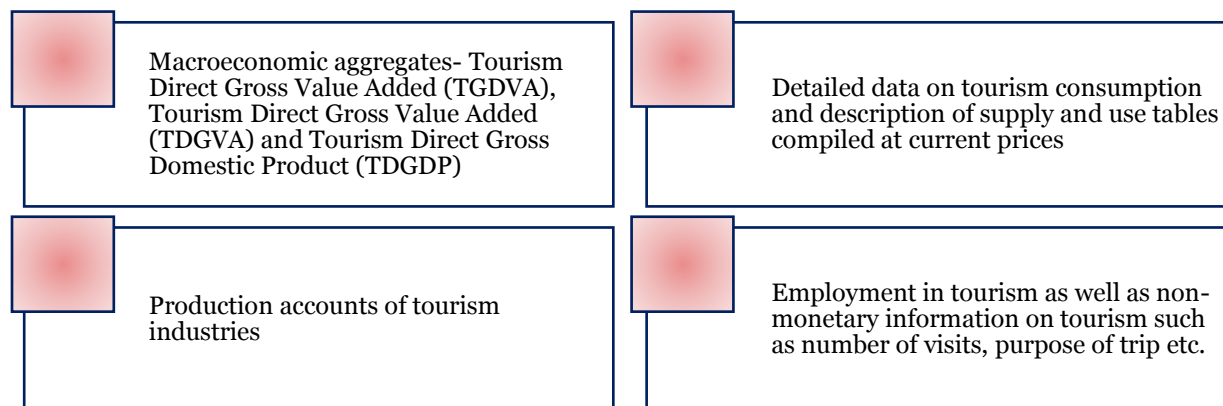 Macroeconomic aggregates- Tourism
Direct Gross Value Added (TGDVA),
Tourism Direct Gross Value Added
(TDGVA) and Tourism Direct Gross
Domestic Product (TDGDP)
Detailed data on tourism consumption
and description of supply and use tables
compiled at current prices
Production accounts of tourism
industries
Employment in tourism as well as non-
monetary information on tourism such
as number of visits, purpose of trip etc.